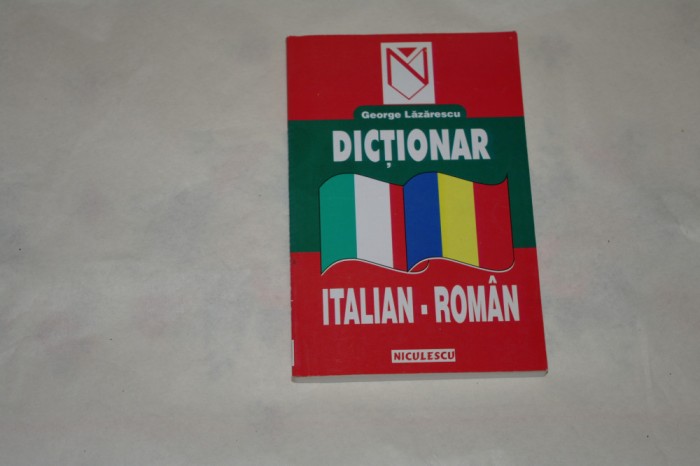 George Lăzărescu
DICȚIONAR
ITALIAN - ROMÂN
NICULESCU